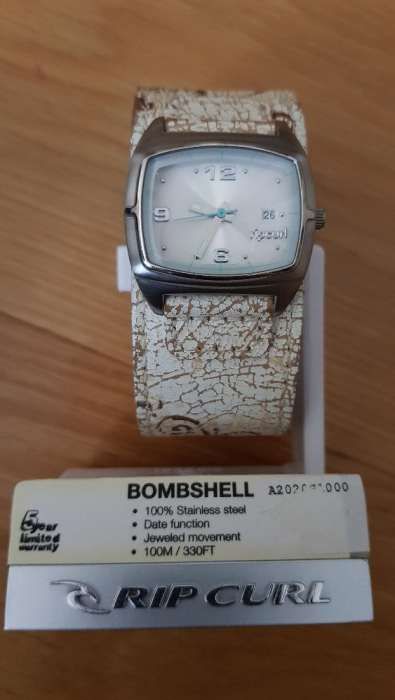 12
9
26
ripcurl
6
BOMBSHELL
• 100% Stainless steel
• Date function
• Jeweled movement
• 100M / 330FT
5 year
limited
warranty
RIP CURL